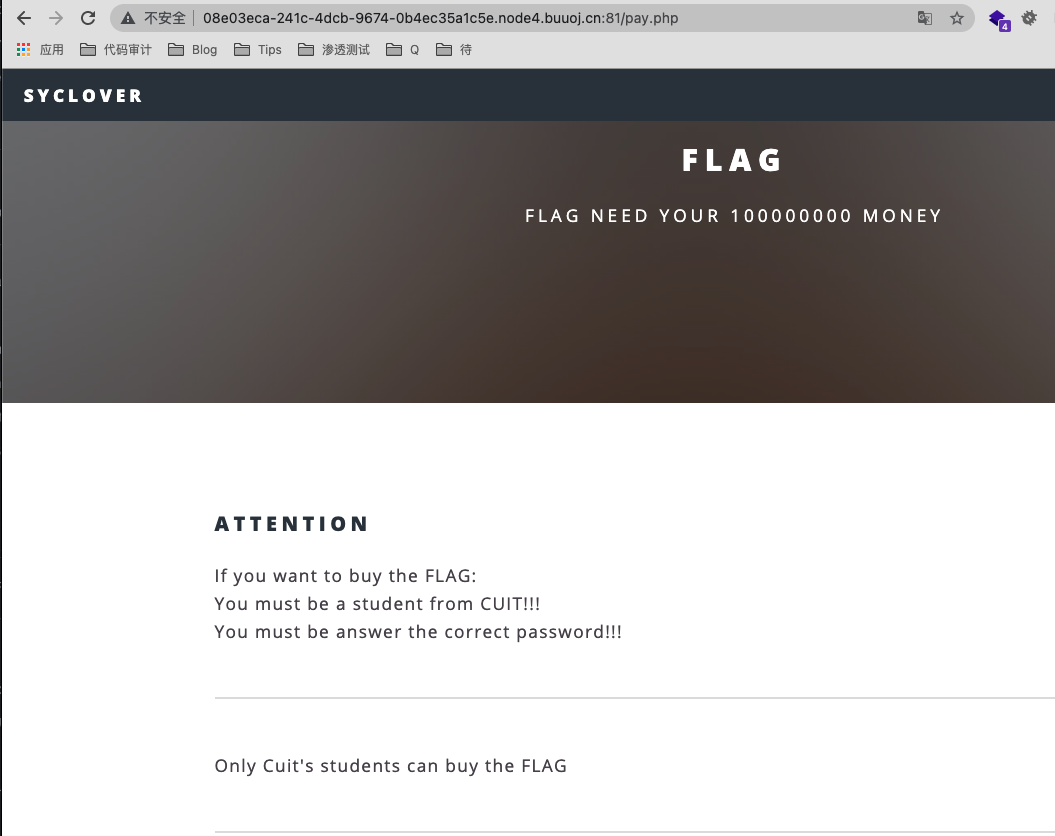 不安全 08e03eca-241c-4dcb-9674-0b4ec35a1c5e.node4.buuoj.cn:81/pay.php
4
应用 代码审计 Blog Tips 渗透测试 Q 待
SYCLOVER
FLAG
FLAG NEED YOUR 100000000 MONEY
ATTENTION
If you want to buy the FLAG:
You must be a student from CUIT!!!
You must be answer the correct password!!!
Only Cuit's students can buy the FLAG